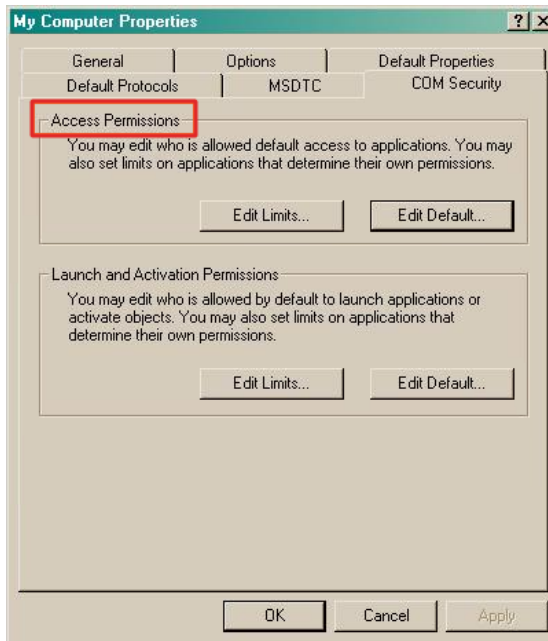 My Computer Properties
? X
General Options Default Properties
Default Protocols MSDTC COM Security
Access Permissions
You may edit who is allowed default access to applications. You may
also set limits on applications that determine their own permissions.
Edit Limits... Edit Default...
Launch and Activation Permissions
You may edit who is allowed by default to launch applications or
activate objects. You may also set limits on applications that
determine their own permissions.
Edit Limits... Edit Default...
OK Cancel Apply